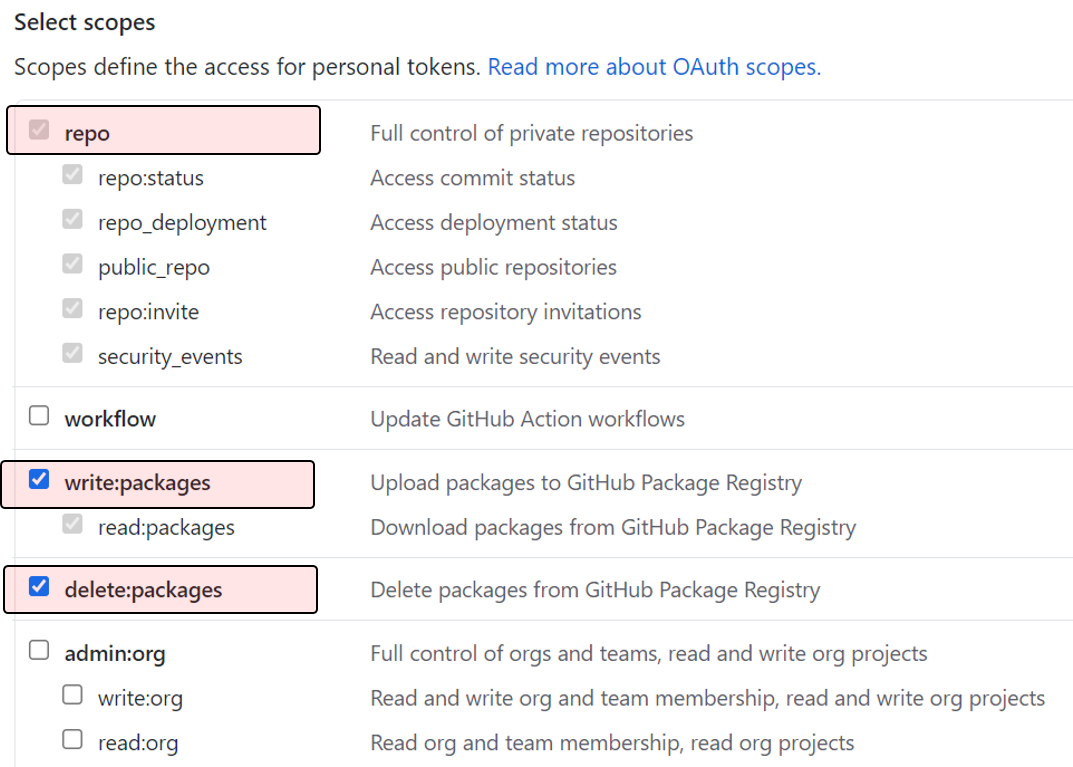 Select scopes
Scopes define the access for personal tokens. Read more about OAuth scopes.
repo Full control of private repositories
repo:status Access commit status
repo_deployment Access deployment status
public_repo Access public repositories
repo:invite Access repository invitations
security_events Read and write security events
workflow Update GitHub Action workflows
write:packages Upload packages to GitHub Package Registry
read:packages Download packages from GitHub Package Registry
delete:packages Delete packages from GitHub Package Registry
admin:org Full control of orgs and teams, read and write org projects
write:org Read and write org and team membership, read and write org projects
read:org Read org and team membership, read org projects